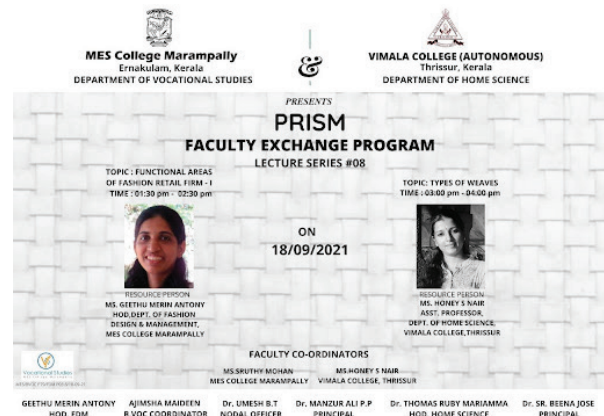 MES College Marampally
Ernakulam, Kerala
DEPARTMENT OF VOCATIONAL STUDIES
&
VIMALA COLLEGE (AUTONOMOUS)
Thrissur, Kerala
DEPARTMENT OF HOME SCIENCE
PRESENTS
PRISM
FACULTY EXCHANGE PROGRAM
LECTURE SERIES #08
TOPIC : FUNCTIONAL AREAS
OF FASHION RETAIL FIRM - I
TIME : 01:30 pm - 02:30 pm
RESOURCE PERSON
MS. GEETHU MERIN ANTONY
HOD,DEPT. OF FASHION
DESIGN & MANAGEMENT,
MES COLLEGE MARAMPALLY
ON
18/09/2021
TOPIC: TYPES OF WEAVES
TIME : 03:00 pm - 04:00 pm
RESOURCE PERSON
MS. HONEY S NAIR
ASST. PROFESSOR,
DEPT. OF HOME SCIENCE,
VIMALA COLLEGE,THRISSUR
FACULTY CO-ORDINATORS
MS.SRUTHY MOHAN
MES COLLEGE MARAMPALLY
MS.HONEY S NAIR
VIMALA COLLEGE, THRISSUR
Vocational Studies
GEETHU MERIN ANTONY
HOD, FDM
AJIMSHA MAIDEEN
B.VOC COORDINATOR
Dr. UMESH B.T
NODAL OFFICER
Dr. MANZUR ALI P.P
PRINCIPAL
Dr. THOMAS RUBY MARIAMMA
HOD, HOME SCIENCE
Dr. SR. BEENA JOSE
PRINCIPAL